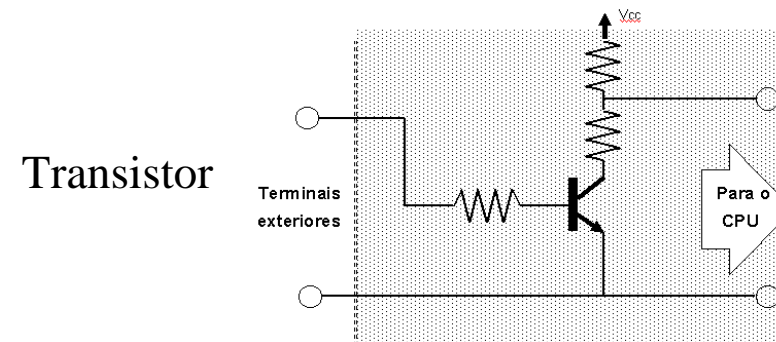 Vcc
Transistor
Terminais
exteriores
Para o
CPU